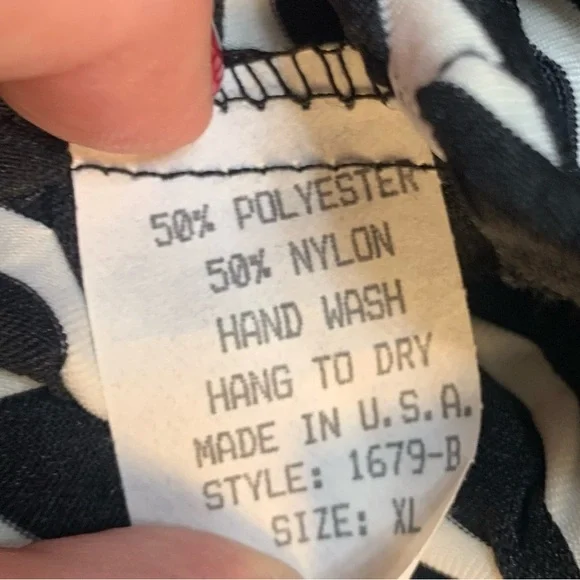 50% POLYESTER
50% NYLON
HAND WASH
HANG TO DRY
MADE IN U.S.A.
STYLE: 1679-B
SIZE: XL